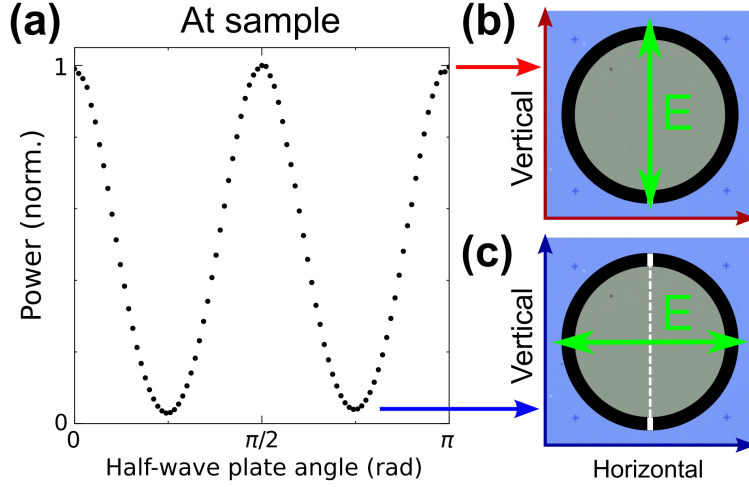 (a)
At sample
1
0
Power (norm.)
0
π/2
π
Half-wave plate angle (rad)
(b)
Vertical
E
(c)
Vertical
E
Horizontal